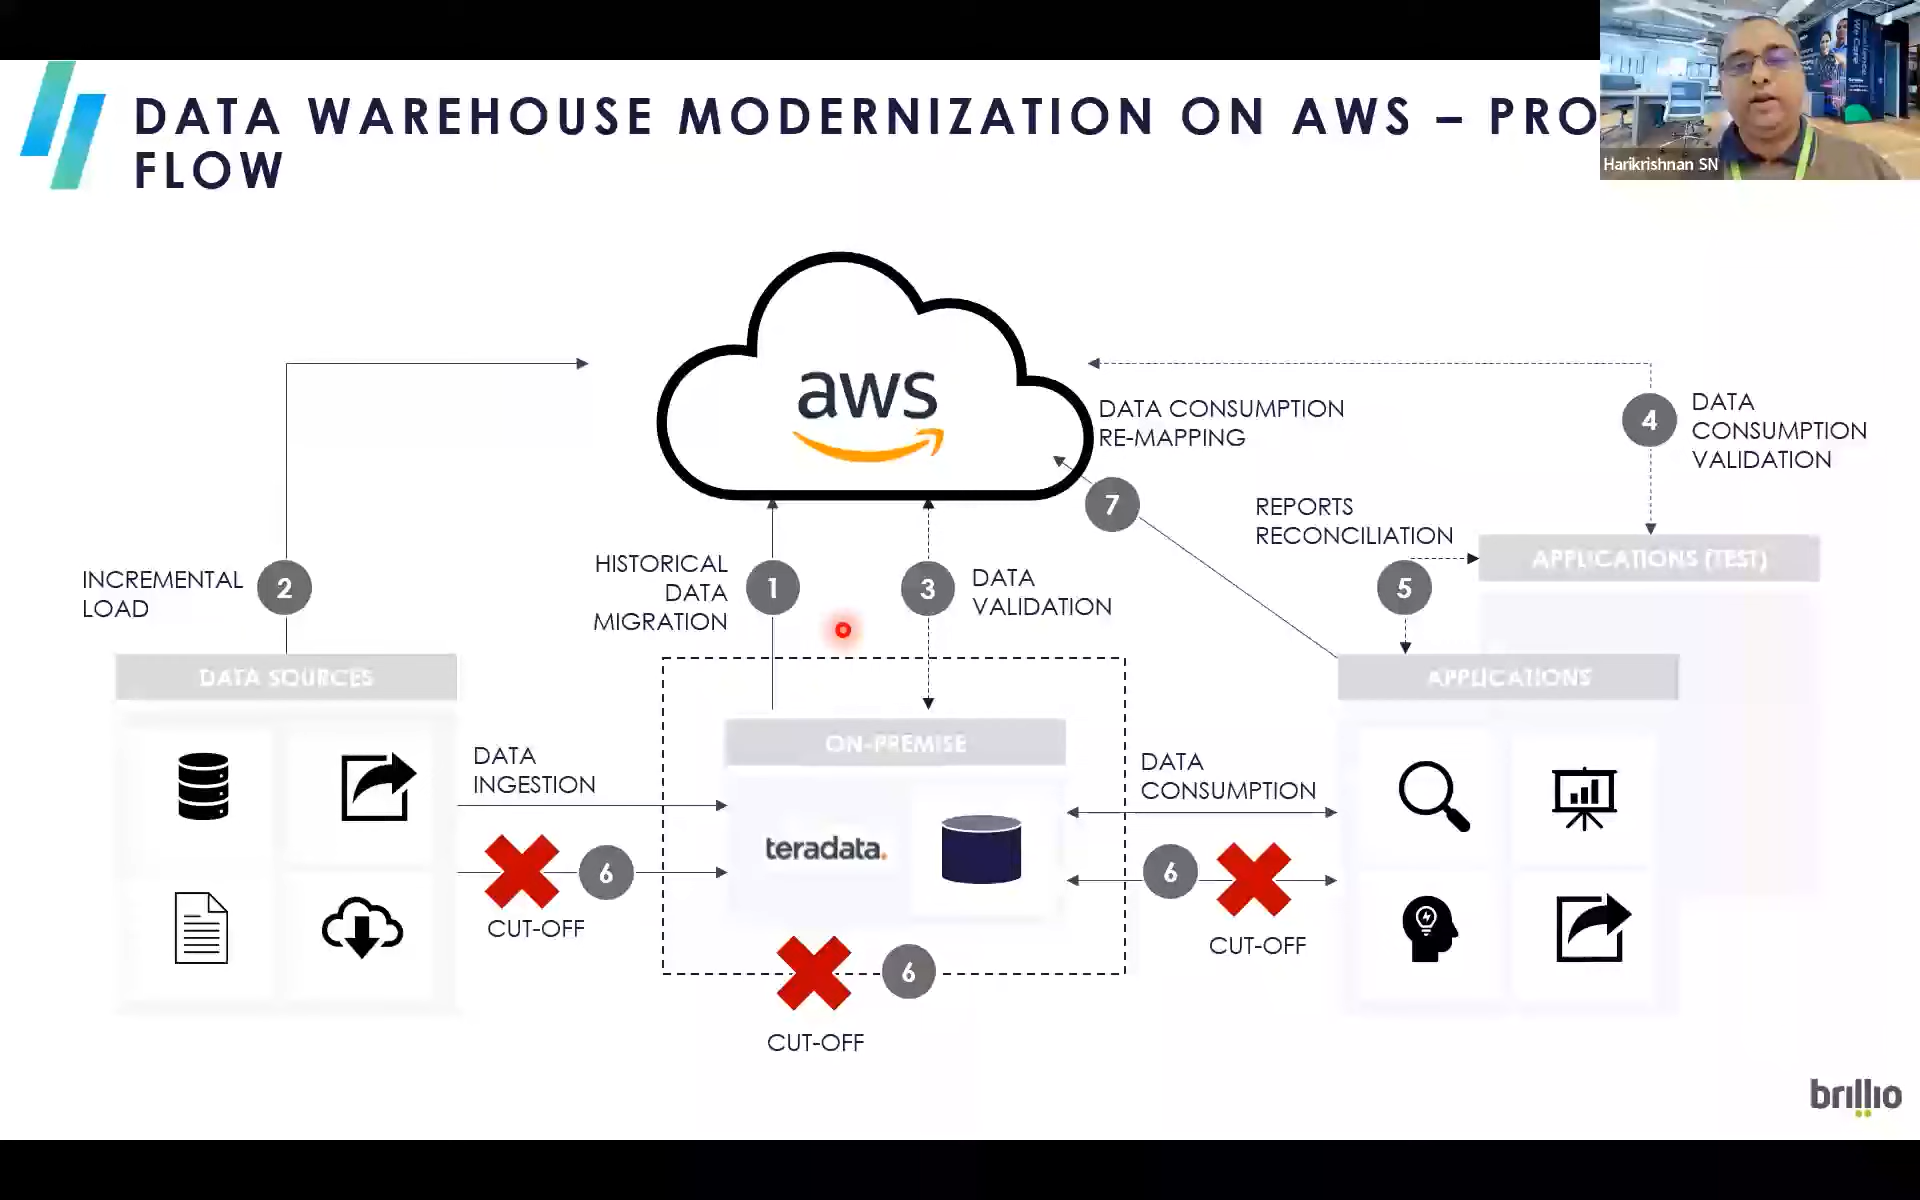 DATA WAREHOUSE MODERNIZATION ON AWS – PRO
FLOW
Harikrishnan SN
We Care
aws
DATA CONSUMPTION
RE-MAPPING
4
DATA
CONSUMPTION
VALIDATION
7
REPORTS
RECONCILIATION
APPLICATIONS (TEST)
INCREMENTAL
LOAD
2
HISTORICAL
DATA
MIGRATION
1
3
DATA
VALIDATION
5
DATA SOURCES
APPLICATIONS
ON-PREMISE
DATA
INGESTION
DATA
CONSUMPTION
teradata.
6
CUT-OFF
6
CUT-OFF
6
CUT-OFF
brillio